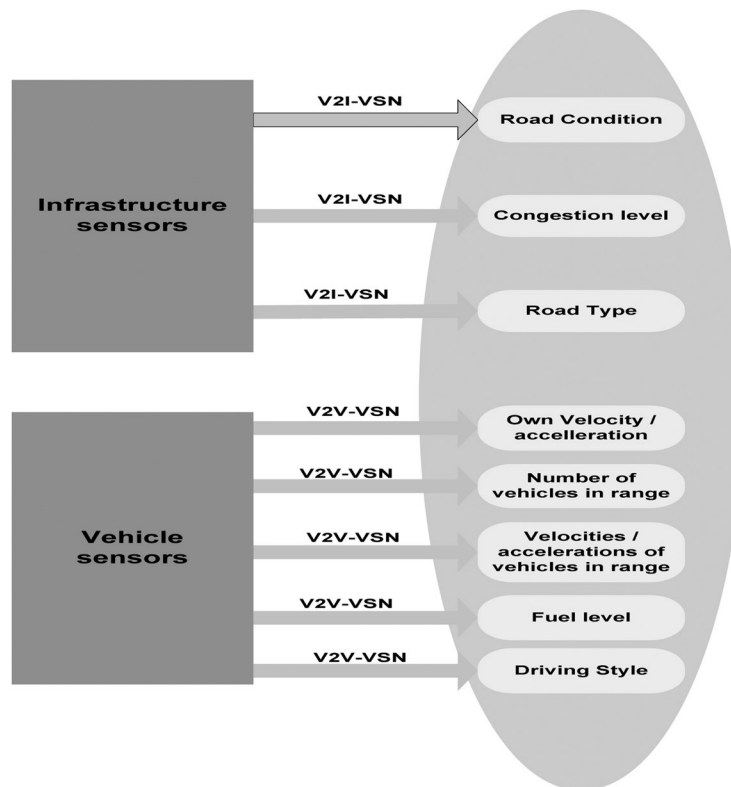 V2I-VSN
Road Condition
Infrastructure
sensors
V2I-VSN
Congestion level
V2I-VSN
Road Type
V2V-VSN
Own Velocity /
accelleration
V2V-VSN
Number of
vehicles in range
Vehicle
sensors
V2V-VSN
Velocities /
accelerations of
vehicles in range
V2V-VSN
Fuel level
V2V-VSN
Driving Style